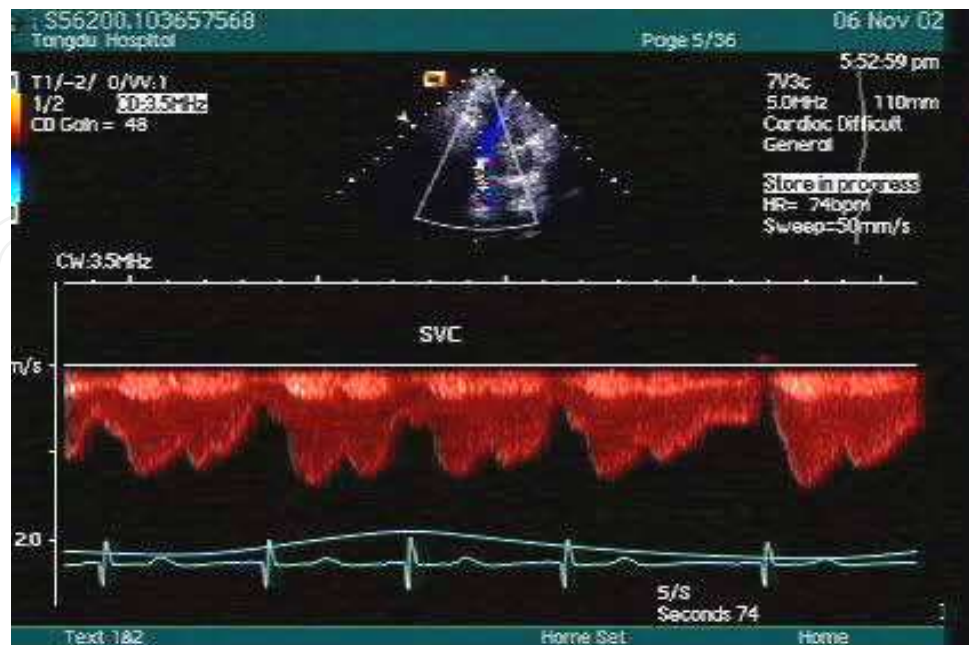 : S56200.103657568 06 Nov 02
Tangdu Hospital Page 5/36
5:52:59 pm
T1/-2/ 0/VV:1 7V3c
1/2 CD:3.5MHz 5.0MHz 110mm
CD Gain = 48 Cardiac Difficult
General
Store in progress
HR= 74bpm
Sweep=50mm/s
CW:3.5MHz
SVC
m/s
2.0
5/S
Seconds 74
Text 1&2 Home Set Home